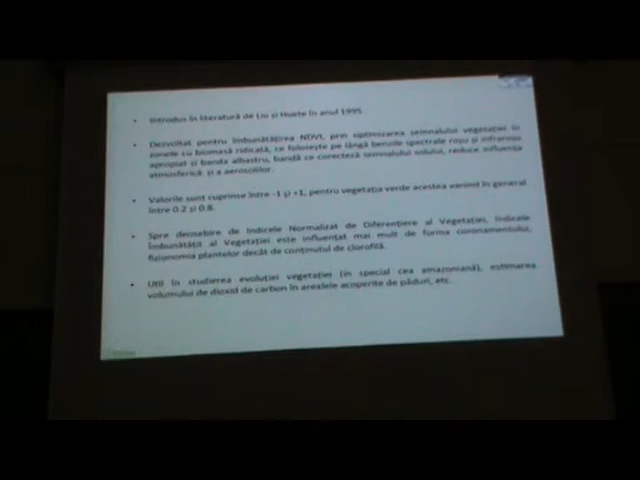 • Introdus în literatură de Liu și Huete în anul 1995.
• Dezvoltat pentru îmbunătățirea NDVI, prin optimizarea semnalului vegetației în
zonele cu biomasă ridicată, ce folosește pe lângă benzile spectrale roșu și infraroșu
apropiat și banda albastru, bandă ce corectează semnalului solului, reduce influența
atmosferică și a aerosolilor.
• Valorile sunt cuprinse între -1 și +1, pentru vegetația verde acestea variind în general
între 0.2 și 0.8.
• Spre deosebire de Indicele Normalizat de Diferențiere al Vegetației, Indicele
Îmbunătățit al Vegetației este influențat mai mult de forma coronamentului,
fizionomia plantelor decât de conținutul de clorofilă.
• Util în studierea evoluției vegetației (în special cea amazoniană), estimarea
volumului de dioxid de carbon în arealele acoperite de păduri, etc.